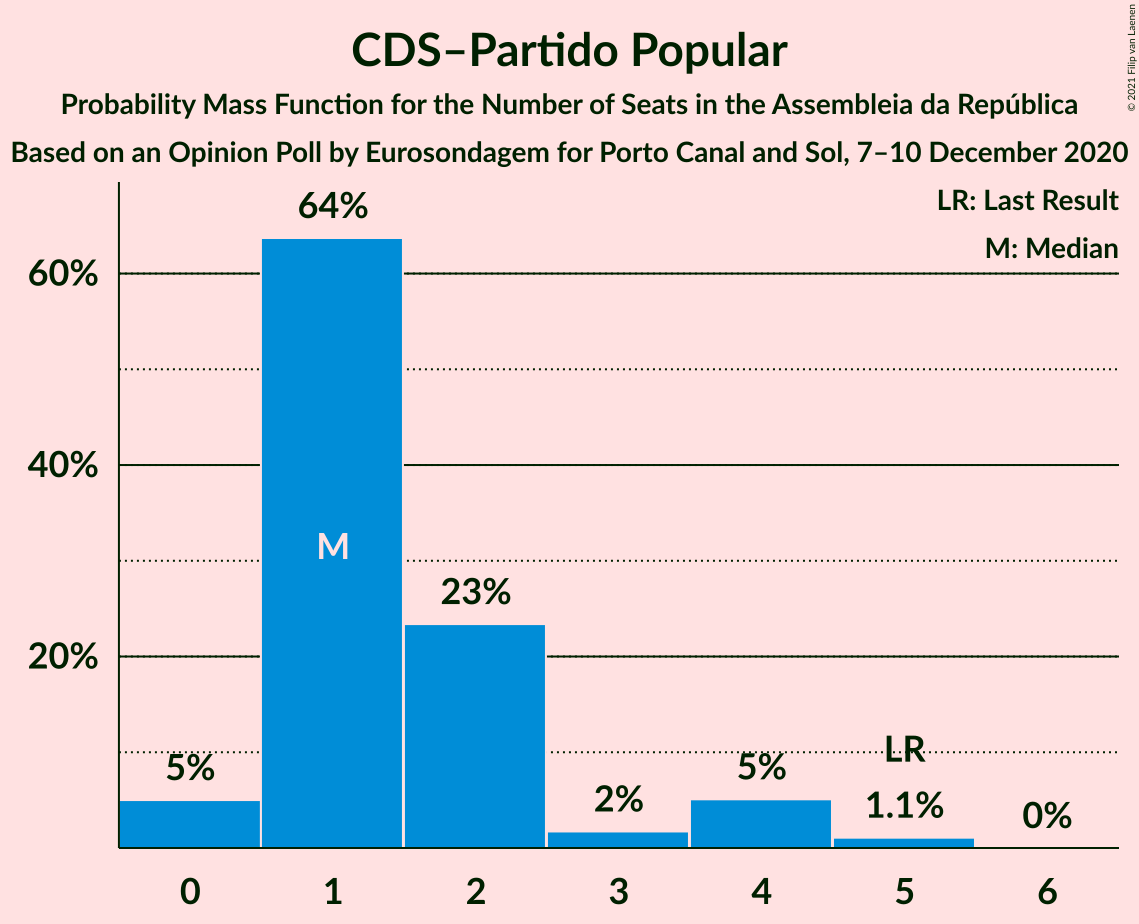 CDS–Partido Popular
Probability Mass Function for the Number of Seats in the Assembleia da República
Based on an Opinion Poll by Eurosondagem for Porto Canal and Sol, 7–10 December 2020
© 2021 Filip van Laenen
LR: Last Result
M: Median
64%
60%
40%
M
23%
20%
5%
2%
5%
LR
1.1%
0%
0 1 2 3 4 5 6